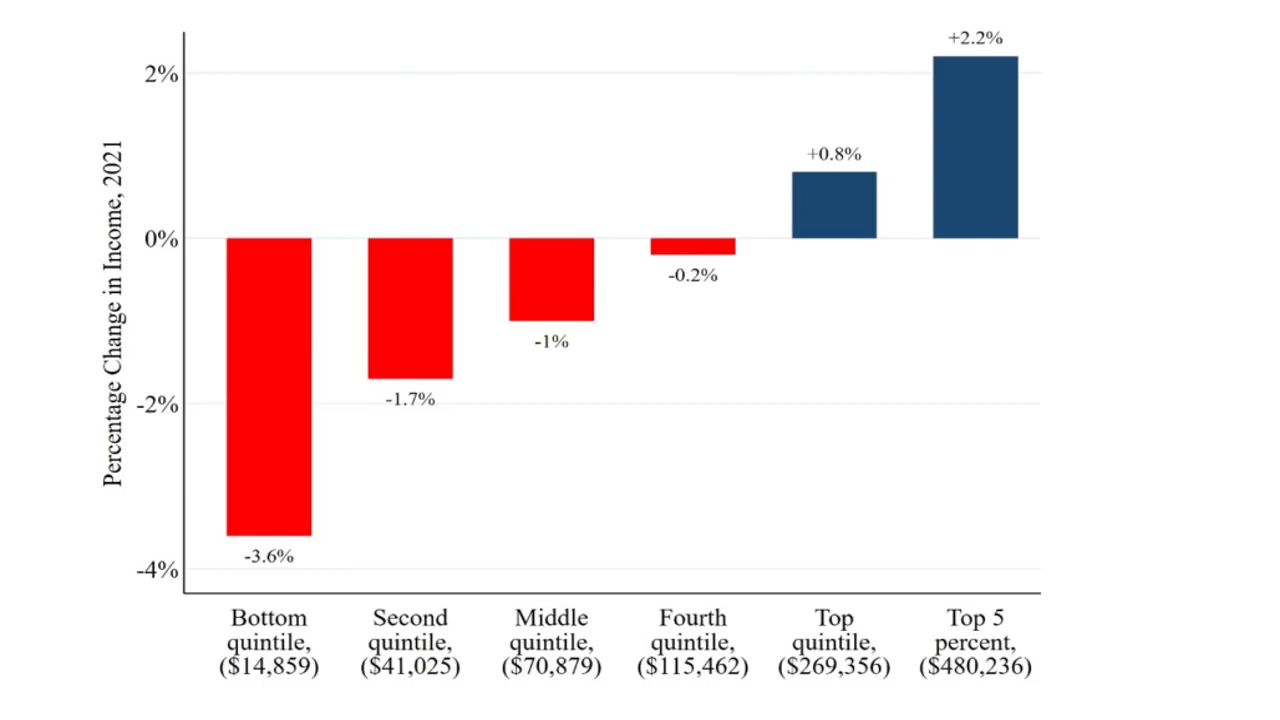 +2.2%
2%
+0.8%
0%
-0.2%
-1%
-1.7%
-2%
-3.6%
-4%
Percentage Change in Income, 2021
Bottom
quintile,
($14,859)
Second
quintile,
($41,025)
Middle
quintile,
($70,879)
Fourth
quintile,
($115,462)
Top
quintile,
($269,356)
Top 5
percent,
($480,236)